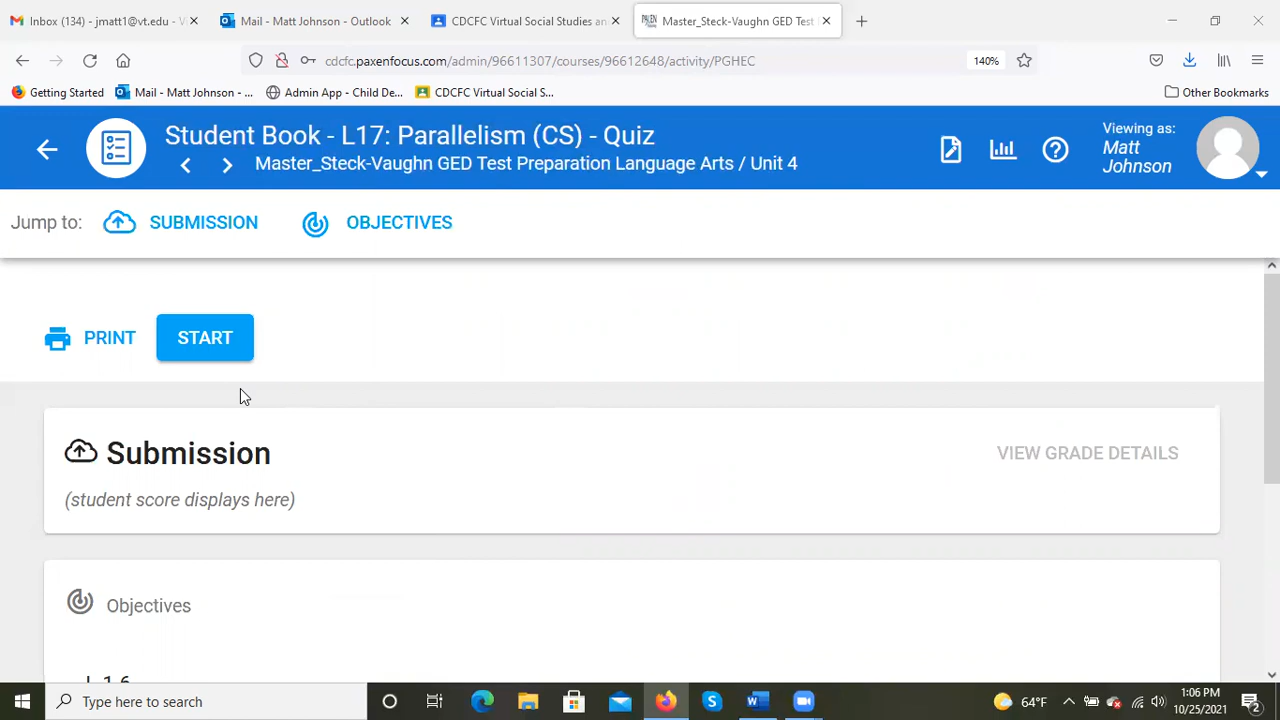 Inbox (134) - jmatt1@vt.edu - V
Mail - Matt Johnson - Outlook
CDCFC Virtual Social Studies an
Master_Steck-Vaughn GED Test
cdcfc.paxenfocus.com/admin/96611307/courses/96612648/activity/PGHEC
140%
Getting Started
Mail - Matt Johnson - ...
Admin App - Child De...
CDCFC Virtual Social S...
Other Bookmarks
Student Book - L17: Parallelism (CS) - Quiz
Master_Steck-Vaughn GED Test Preparation Language Arts / Unit 4
Viewing as:
Matt
Johnson
Jump to:
SUBMISSION
OBJECTIVES
PRINT
START
Submission
VIEW GRADE DETAILS
(student score displays here)
Objectives
L.1.6
Type here to search
64°F
1:06 PM
10/25/2021
2